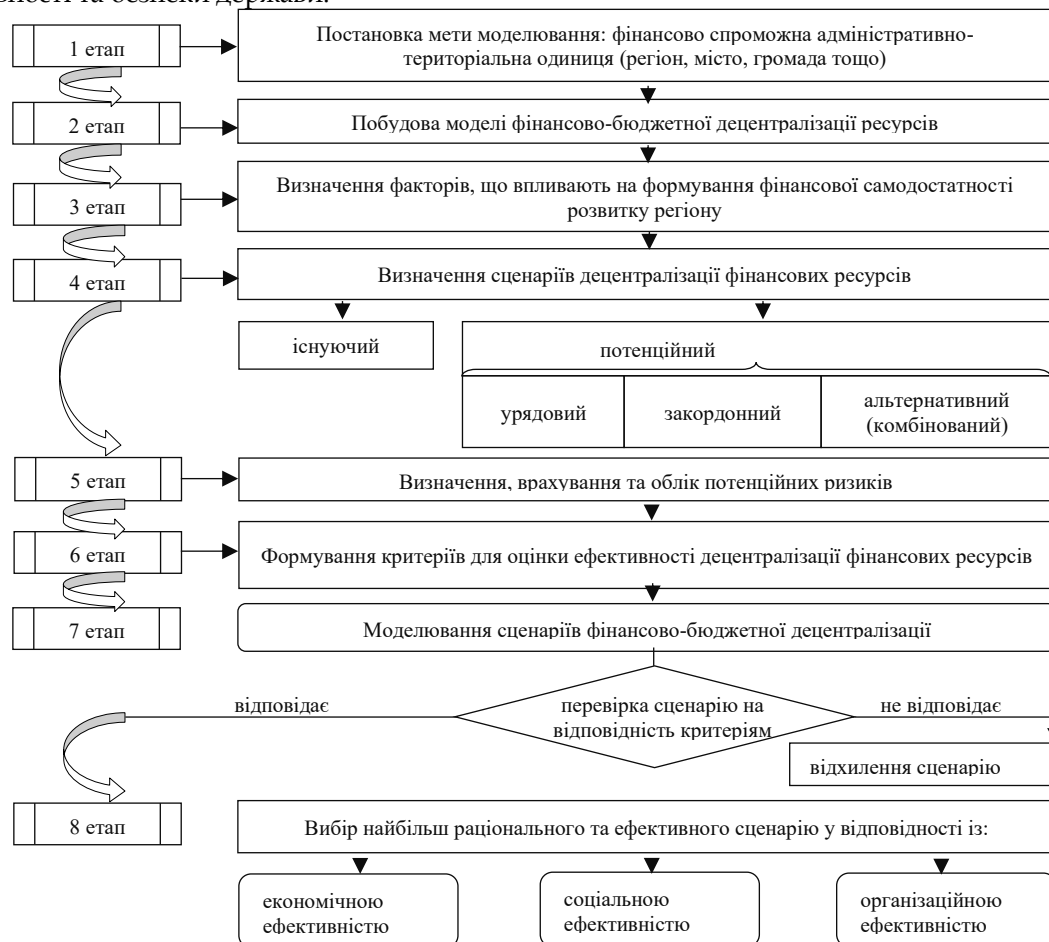 та безпеки держави.
1 етап
Постановка мети моделювання: фінансово спроможна адміністративно-
територіальна одиниця (регіон, місто, громада тощо)
2 етап
Побудова моделі фінансово-бюджетної децентралізації ресурсів
3 етап
Визначення факторів, що впливають на формування фінансової самодостатності
розвитку регіону
4 етап
Визначення сценаріїв децентралізації фінансових ресурсів
існуючий
потенційний
урядовий
закордонний
альтернативний
(комбінований)
5 етап
Визначення, врахування та облік потенційних ризиків
6 етап
Формування критеріїв для оцінки ефективності децентралізації фінансових ресурсів
7 етап
Моделювання сценаріїв фінансово-бюджетної децентралізації
відповідає
перевірка сценарію на
відповідність критеріям
не відповідає
відхилення сценарію
8 етап
Вибір найбільш раціонального та ефективного сценарію у відповідності із:
економічною
ефективністю
соціальною
ефективністю
організаційною
ефективністю